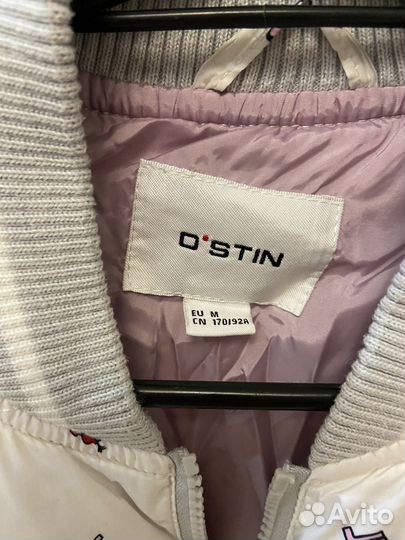 O'STIN
EU M
CN 170/92A
Avito